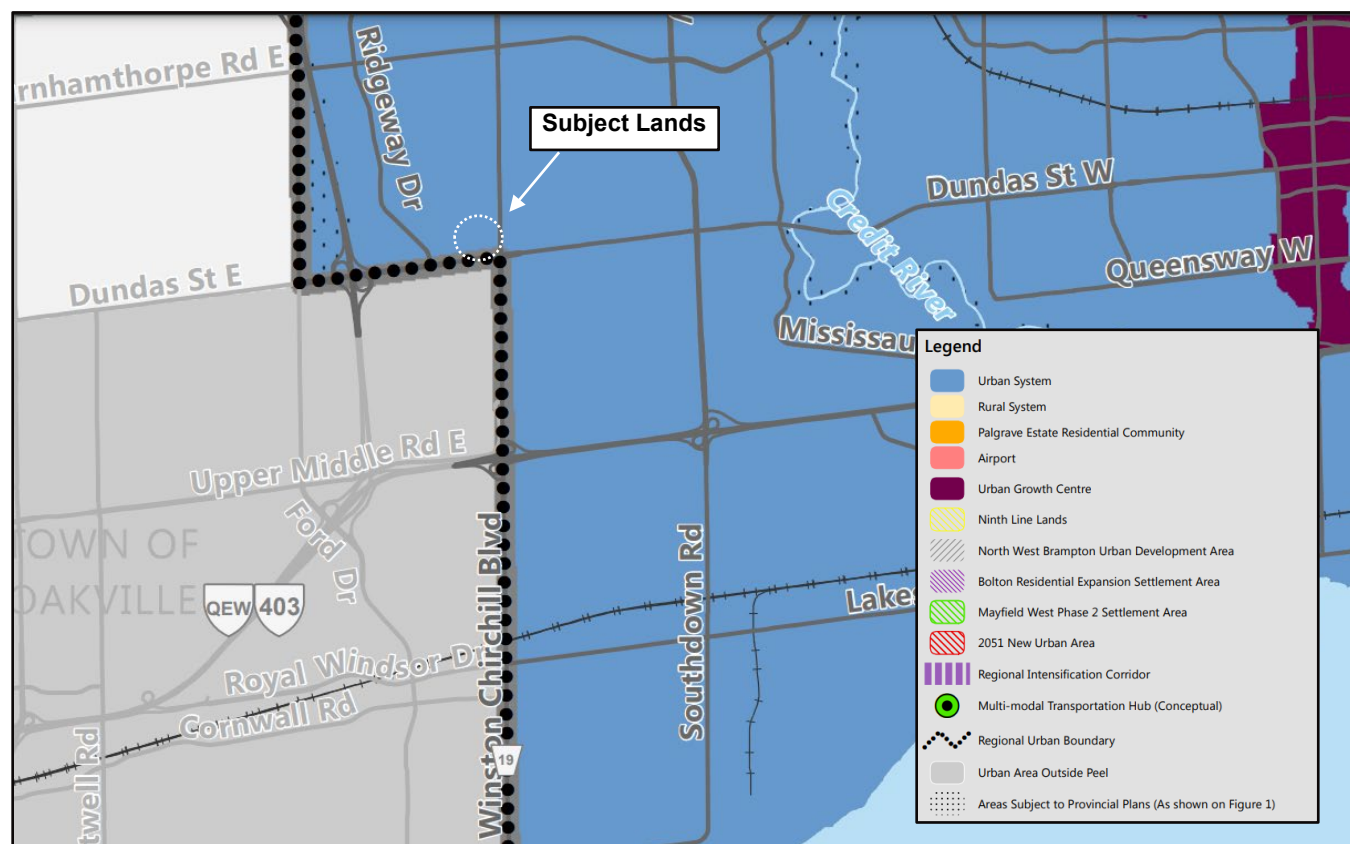 rnhamthorpe Rd E
Ridgeway Dr
Subject Lands
Dundas St W
Credit River
Queensway W
Dundas St E
Mississau
Upper Middle Rd E
Ford Dr
TOWN OF
OAKVILLE
QEW 403
Winston Chirchill Blvd
Southdown Rd
Lakes
Royal Windsor Dr
Cornwall Rd
19
twell Rd
Legend
Urban System
Rural System
Palgrave Estate Residential Community
Airport
Urban Growth Centre
Ninth Line Lands
North West Brampton Urban Development Area
Bolton Residential Expansion Settlement Area
Mayfield West Phase 2 Settlement Area
2051 New Urban Area
Regional Intensification Corridor
Multi-modal Transportation Hub (Conceptual)
Regional Urban Boundary
Urban Area Outside Peel
Areas Subject to Provincial Plans (As shown on Figure 1)